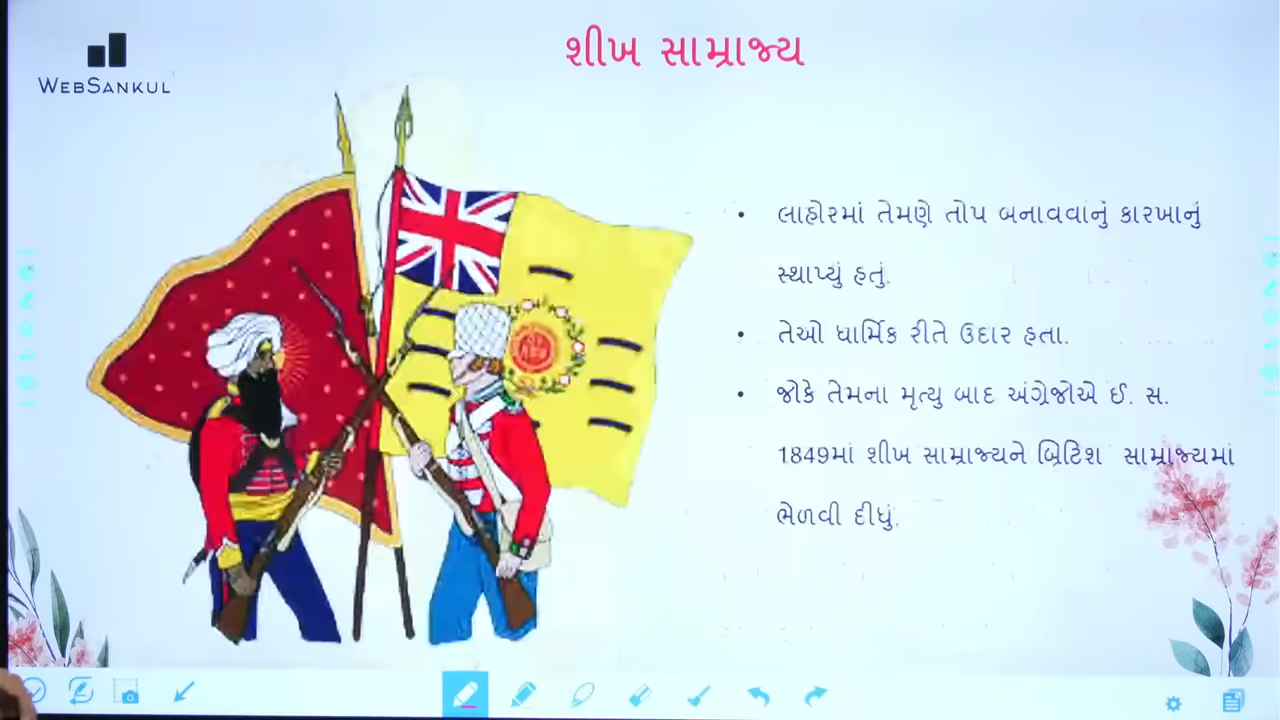 WEBSANKUL
શીખ સામ્રાજ્ય
• લાહોરમાં તેમણે તોપ બનાવવાનું કારખાનું
સ્થાપ્યું હતું.
• તેઓ ધાર્મિક રીતે ઉદાર હતા.
• જોકે તેમના મૃત્યુ બાદ અંગ્રેજોએ ઈ. સ.
1849માં શીખ સામ્રાજ્યને બ્રિટિશ સામ્રાજ્યમાં
ભેળવી દીધું.